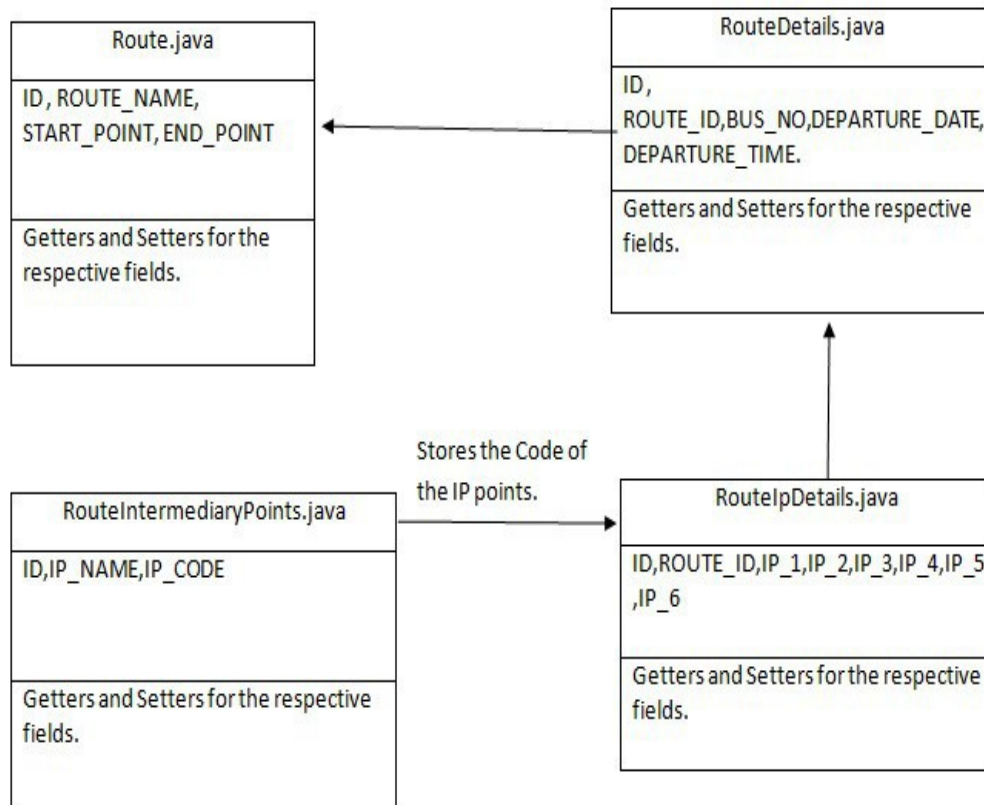 Route.java
ID, ROUTE_NAME,
START_POINT, END_POINT
Getters and Setters for the
respective fields.
RouteDetails.java
ID,
ROUTE_ID,BUS_NO,DEPARTURE_DATE,
DEPARTURE_TIME.
Getters and Setters for the respective
fields.
Stores the Code of
the IP points.
RouteIntermediaryPoints.java
ID,IP_NAME,IP_CODE
Getters and Setters for the respective
fields.
RouteIpDetails.java
ID,ROUTE_ID,IP_1,IP_2,IP_3,IP_4,IP_5
,IP_6
Getters and Setters for the respective
fields.